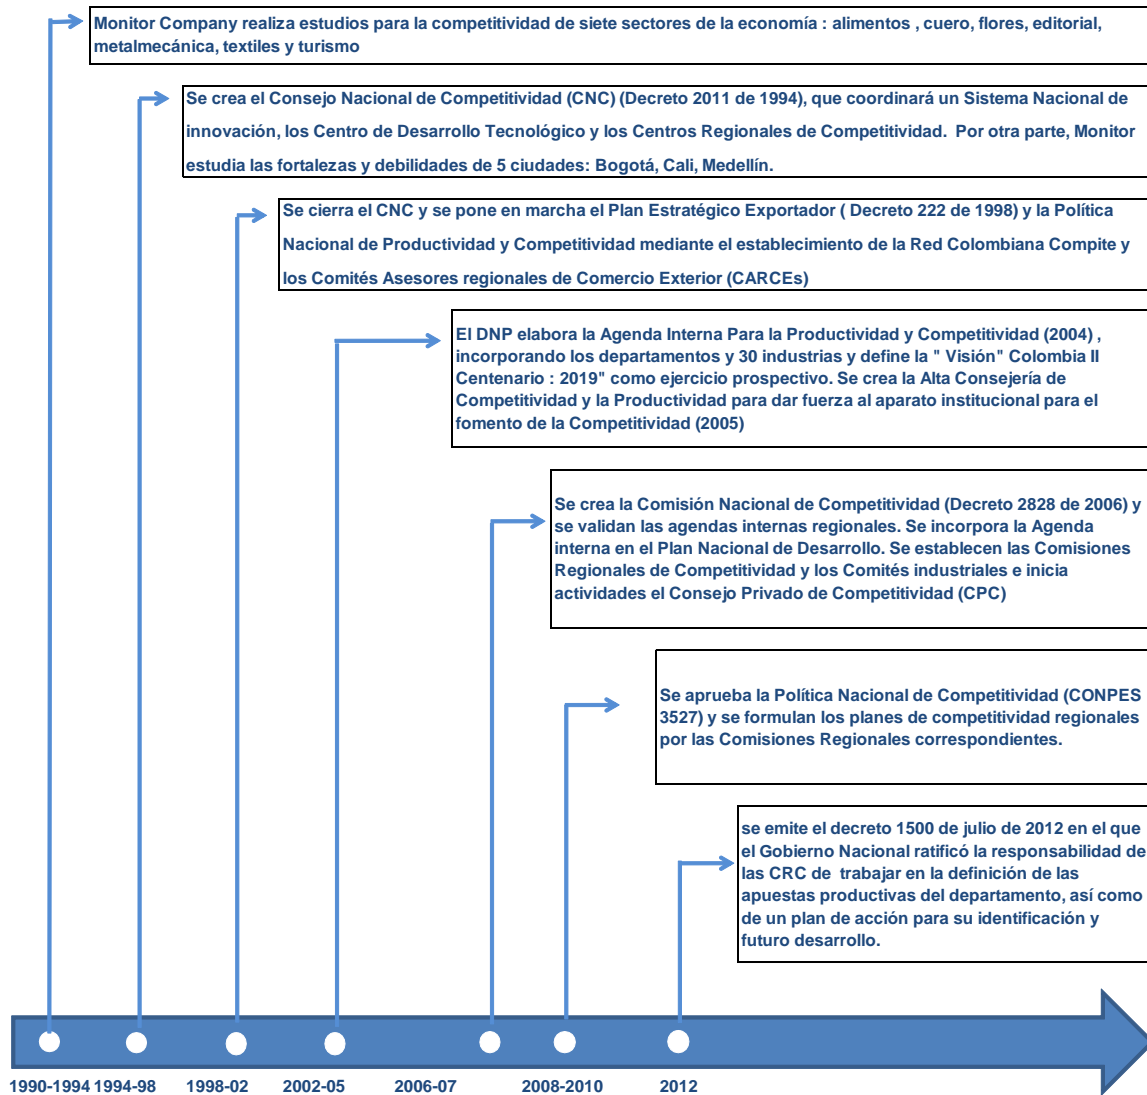 Monitor Company realiza estudios para la competitividad de siete sectores de la economía : alimentos , cuero, flores, editorial,
metalmecánica, textiles y turismo
Se crea el Consejo Nacional de Competitividad (CNC) (Decreto 2011 de 1994), que coordinará un Sistema Nacional de
innovación, los Centro de Desarrollo Tecnológico y los Centros Regionales de Competitividad. Por otra parte, Monitor
estudia las fortalezas y debilidades de 5 ciudades: Bogotá, Cali, Medellín.
Se cierra el CNC y se pone en marcha el Plan Estratégico Exportador ( Decreto 222 de 1998) y la Política
Nacional de Productividad y Competitividad mediante el establecimiento de la Red Colombiana Compite y
los Comités Asesores regionales de Comercio Exterior (CARCEs)
El DNP elabora la Agenda Interna Para la Productividad y Competitividad (2004) ,
incorporando los departamentos y 30 industrias y define la " Visión" Colombia II
Centenario : 2019" como ejercicio prospectivo. Se crea la Alta Consejería de
Competitividad y la Productividad para dar fuerza al aparato institucional para el
fomento de la Competitividad (2005)
Se crea la Comisión Nacional de Competitividad (Decreto 2828 de 2006) y
se validan las agendas internas regionales. Se incorpora la Agenda
interna en el Plan Nacional de Desarrollo. Se establecen las Comisiones
Regionales de Competitividad y los Comités industriales e inicia
actividades el Consejo Privado de Competitividad (CPC)
Se aprueba la Política Nacional de Competitividad (CONPES
3527) y se formulan los planes de competitividad regionales
por las Comisiones Regionales correspondientes.
se emite el decreto 1500 de julio de 2012 en el que
el Gobierno Nacional ratificó la responsabilidad de
las CRC de trabajar en la definición de las
apuestas productivas del departamento, así como
de un plan de acción para su identificación y
futuro desarrollo.
1990-1994 1994-98 1998-02 2002-05 2006-07 2008-2010 2012